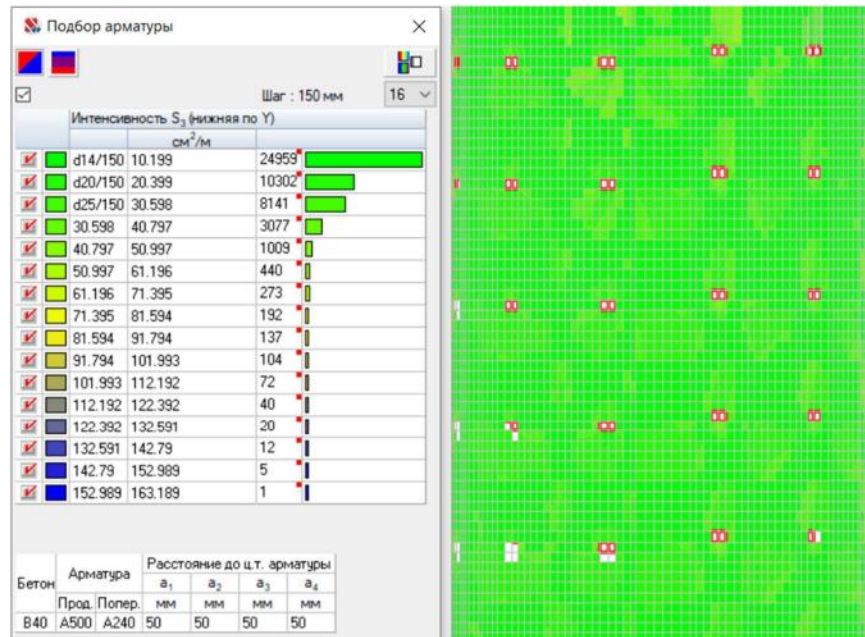 Подбор арматуры
Шаг : 150 мм 16
Интенсивность S3 (нижняя по Y)
см2/м
d14/150 10.199 24959
d20/150 20.399 10302
d25/150 30.598 8141
30.598 40.797 3077
40.797 50.997 1009
50.997 61.196 440
61.196 71.395 273
71.395 81.594 192
81.594 91.794 137
91.794 101.993 104
101.993 112.192 72
112.192 122.392 40
122.392 132.591 20
132.591 142.79 12
142.79 152.989 5
152.989 163.189 1
Бетон Арматура Расстояние до ц.т. арматуры
a1 a2 a3 a4
Прод. Попер. мм мм мм мм
B40 A500 A240 50 50 50 50